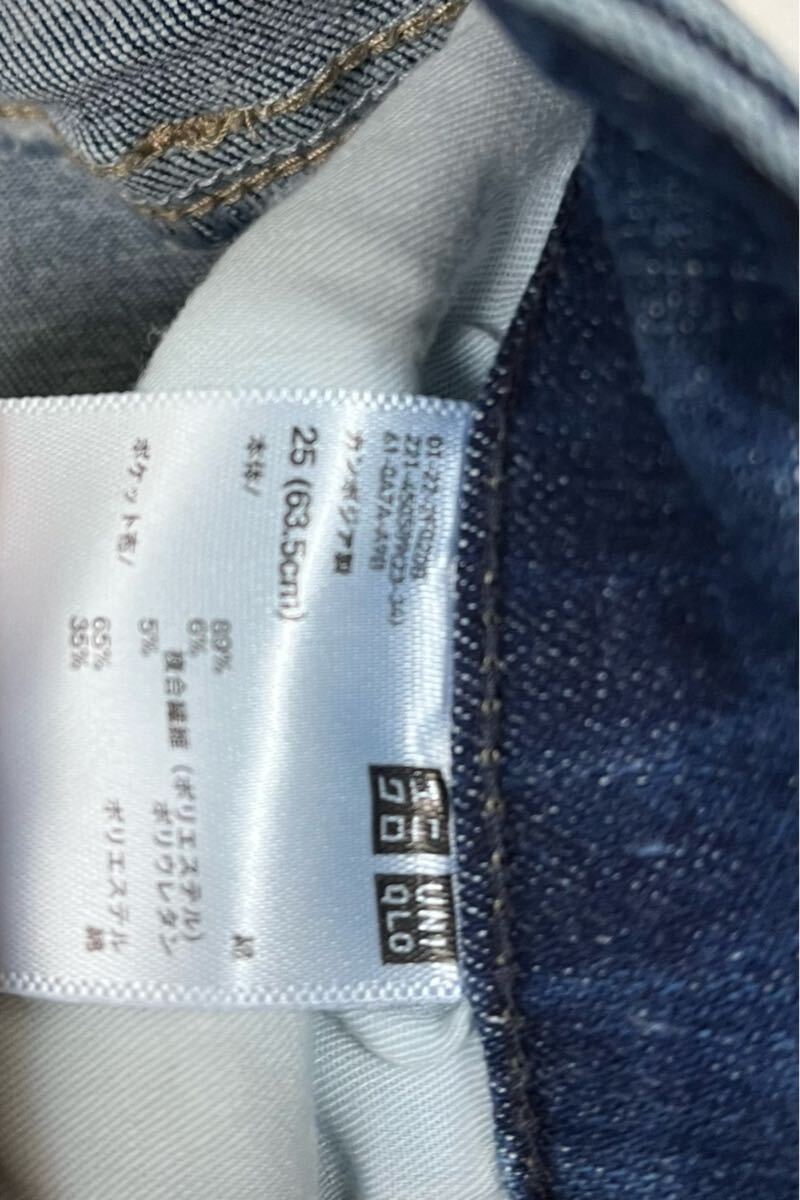 ユニ
クロ
UNI
QLO
カンボジア製
25 (63.5cm)
本体/
89% 綿
6% 複合繊維 (ポリエステル)
5% ポリウレタン
ポケット布/
65% ポリエステル
35% 綿